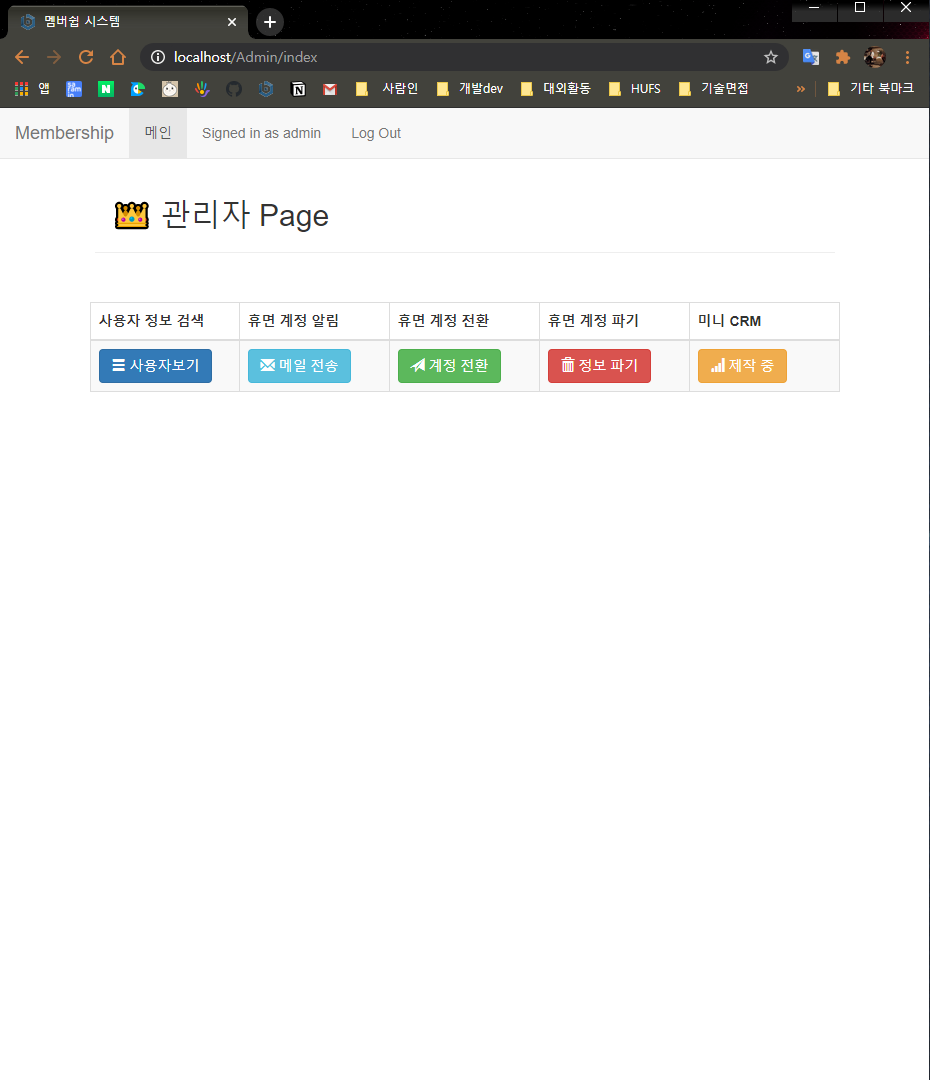 멤버쉽 시스템
localhost/Admin/index
앱 사람인 개발dev 대외활동 HUFS 기술면접 » 기타 북마크
Membership 메인 Signed in as admin Log Out
관리자 Page
사용자 정보 검색 휴면 계정 알림 휴면 계정 전환 휴면 계정 파기 미니 CRM
사용자보기 메일 전송 계정 전환 정보 파기 제작 중